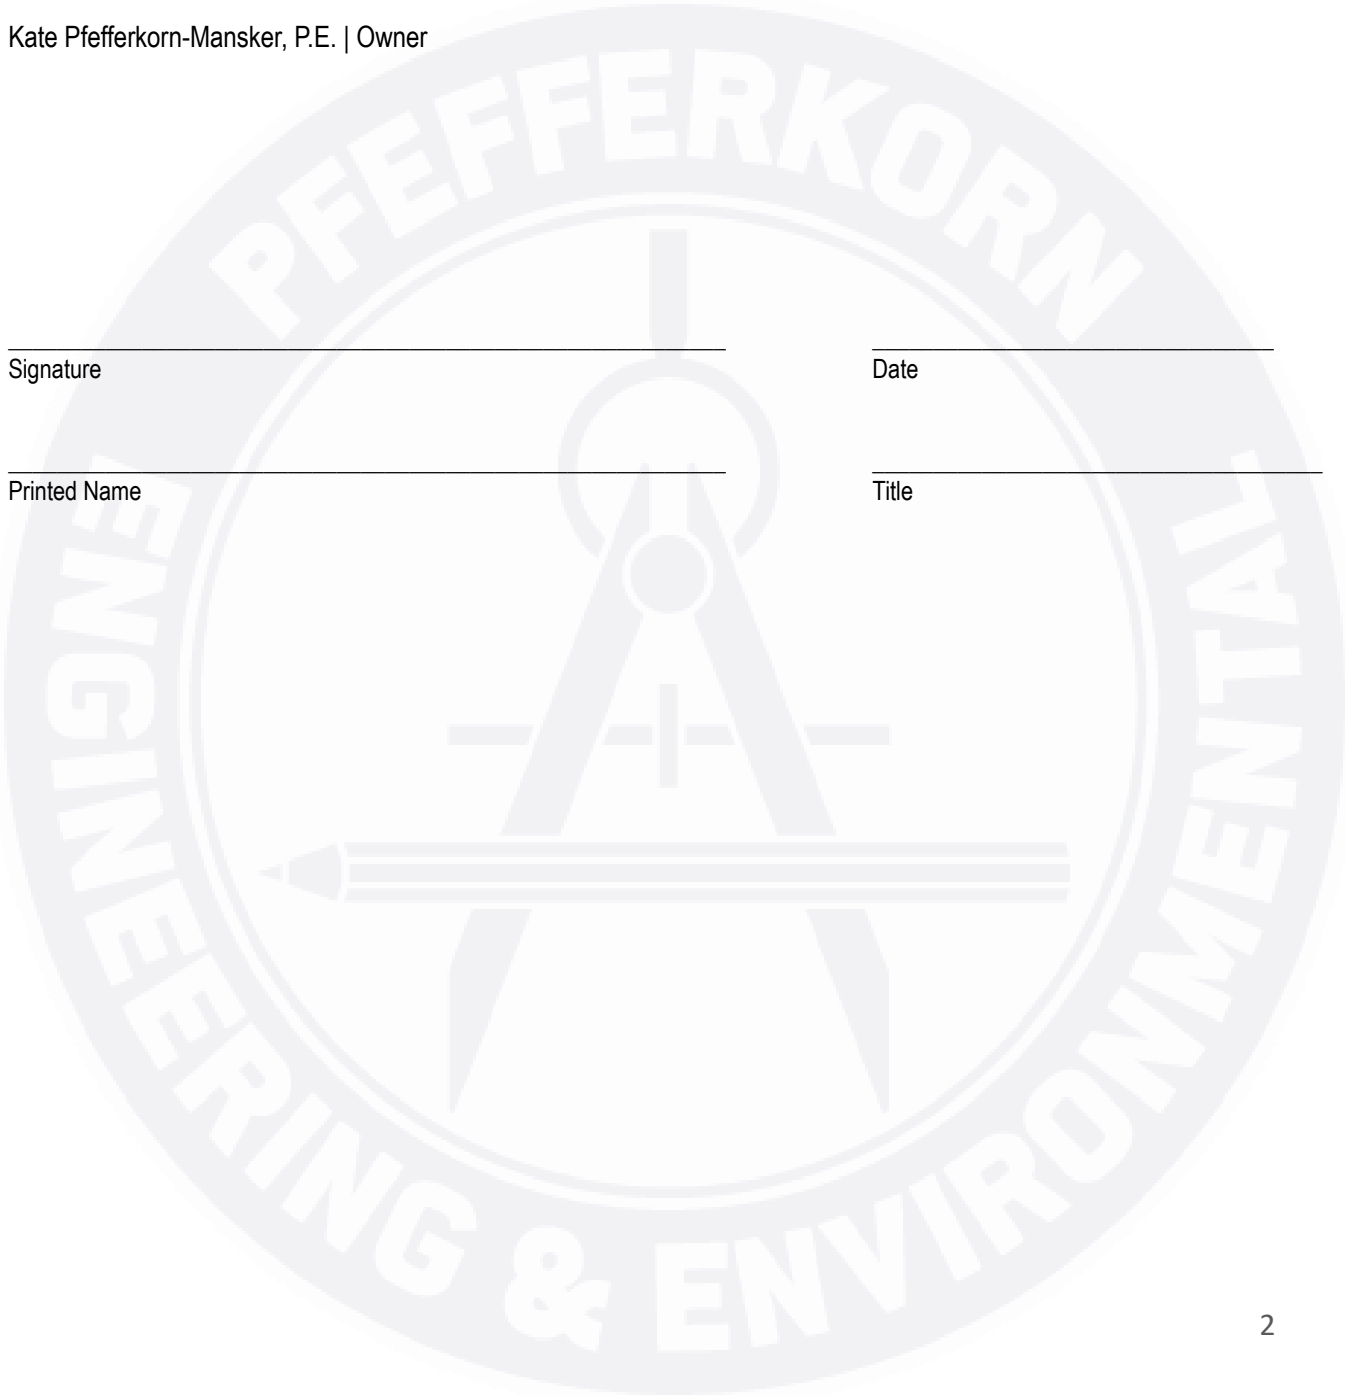 Kate Pfefferkorn-Mansker, P.E. | Owner
PFEFFERKORN
ENGINEERING & ENVIRONMENTAL
Signature Date
Printed Name Title
2